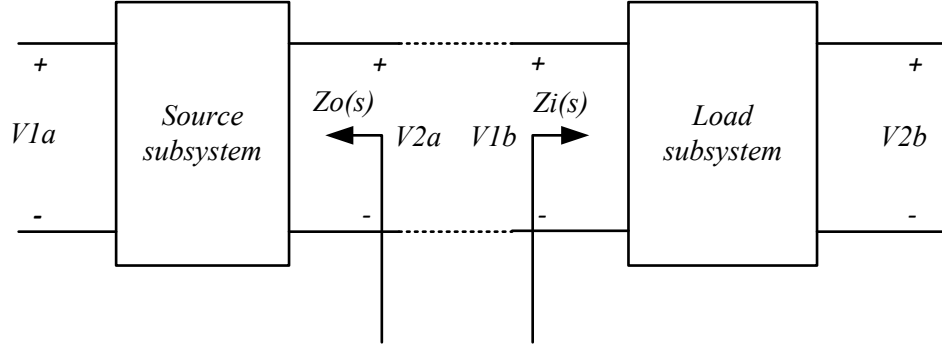 + + + +
Zo(s) Zi(s)
V1a Source subsystem V2a V1b Load subsystem V2b
- - - -